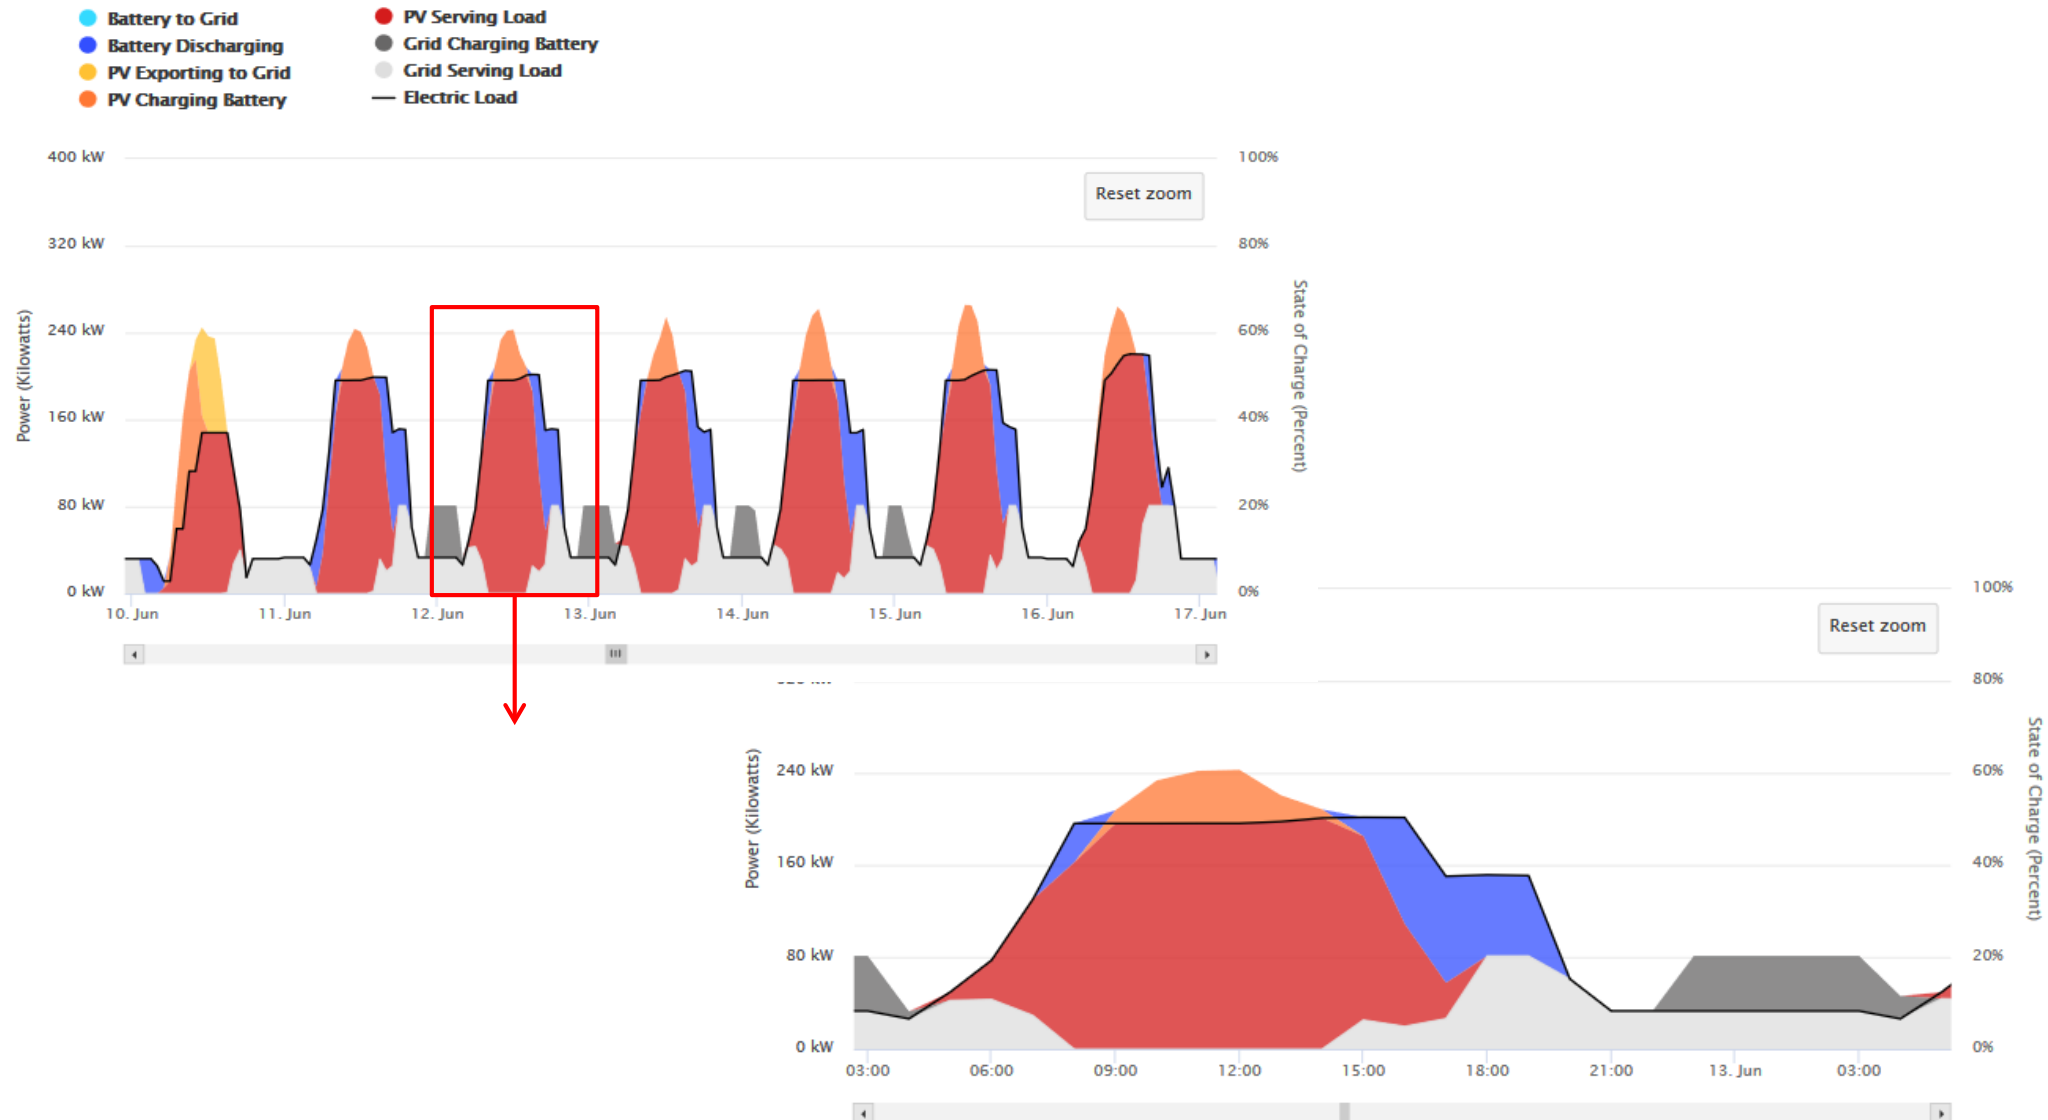 Battery to Grid
Battery Discharging
PV Exporting to Grid
PV Charging Battery
PV Serving Load
Grid Charging Battery
Grid Serving Load
Electric Load
400 kW
320 kW
240 kW
160 kW
80 kW
0 kW
Power (Kilowatts)
100%
80%
60%
40%
20%
0%
State of Charge (Percent)
Reset zoom
10. Jun
11. Jun
12. Jun
13. Jun
14. Jun
15. Jun
16. Jun
17. Jun
240 kW
160 kW
80 kW
0 kW
Power (Kilowatts)
100%
80%
60%
40%
20%
0%
State of Charge (Percent)
Reset zoom
03:00
06:00
09:00
12:00
15:00
18:00
21:00
13. Jun
03:00